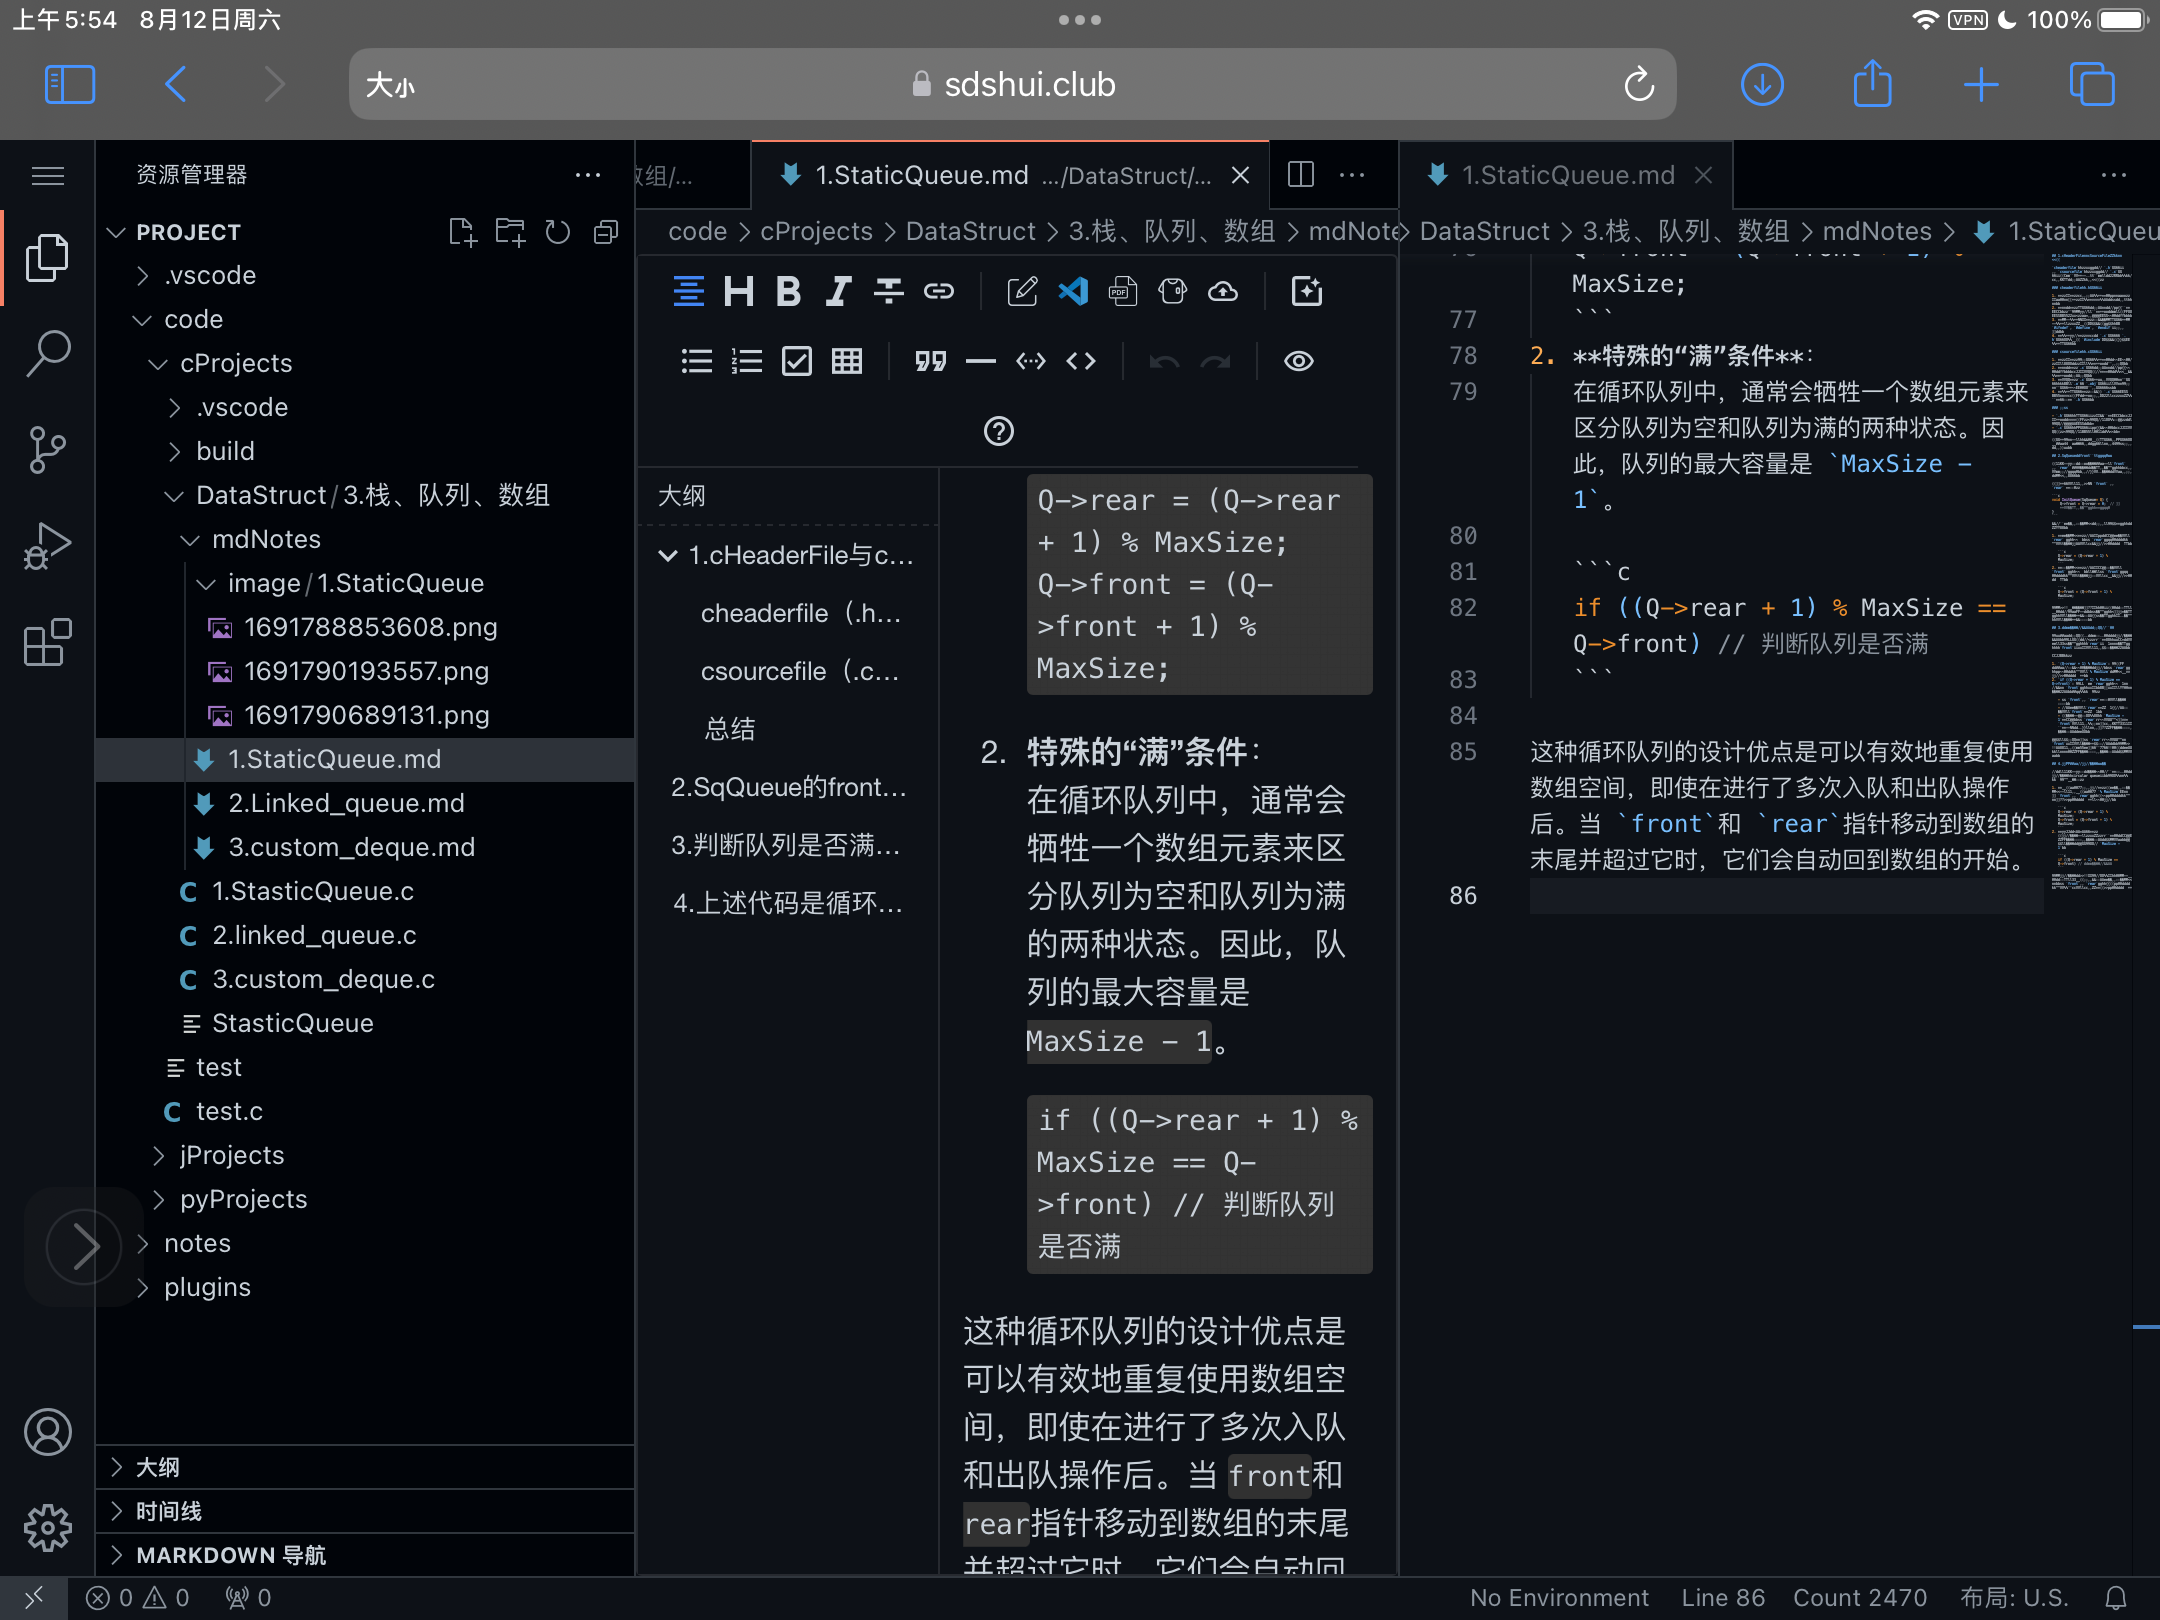 上午5:54 8月12日周六
VPN 100%
大小 sdshui.club
资源管理器
PROJECT
.vscode
code
cProjects
.vscode
build
DataStruct/3.栈、队列、数组
mdNotes
image/1.StaticQueue
1691788853608.png
1691790193557.png
1691790689131.png
1.StaticQueue.md
2.Linked_queue.md
3.custom_deque.md
C 1.StasticQueue.c
C 2.linked_queue.c
C 3.custom_deque.c
StasticQueue
test
C test.c
jProjects
pyProjects
notes
plugins
大纲
时间线
MARKDOWN 导航
组/...
1.StaticQueue.md .../DataStruct/...
code > cProjects > DataStruct > 3.栈、队列、数组 > mdNote
PDF
大纲
1.cHeaderFile与c...
cheaderfile（.h...
csourcefile（.c...
总结
2.SqQueue的front...
3.判断队列是否满...
4.上述代码是循环...
Q->rear = (Q->rear
+ 1) % MaxSize;
Q->front = (Q-
>front + 1) %
MaxSize;
2. 特殊的“满”条件：
在循环队列中，通常会
牺牲一个数组元素来区
分队列为空和队列为满
的两种状态。因此，队
列的最大容量是
MaxSize - 1。
if ((Q->rear + 1) %
MaxSize == Q-
>front) // 判断队列
是否满
这种循环队列的设计优点是
可以有效地重复使用数组空
间，即使在进行了多次入队
和出队操作后。当 front和
rear指针移动到数组的末尾
并超过它时，它们会自动回
1.StaticQueue.md
DataStruct > 3.栈、队列、数组 > mdNotes > 1.StaticQueu
MaxSize;
77 ```
78 2. **特殊的“满”条件**：
79 在循环队列中，通常会牺牲一个数组元素来
区分队列为空和队列为满的两种状态。因
此，队列的最大容量是 `MaxSize -
1`。
80
81 ```c
82 if ((Q->rear + 1) % MaxSize ==
Q->front) // 判断队列是否满
83 ```
84
85 这种循环队列的设计优点是可以有效地重复使用
数组空间，即使在进行了多次入队和出队操作
后。当 `front`和 `rear`指针移动到数组的
末尾并超过它时，它们会自动回到数组的开始。
86
0 0 0
No Environment Line 86 Count 2470 布局: U.S.